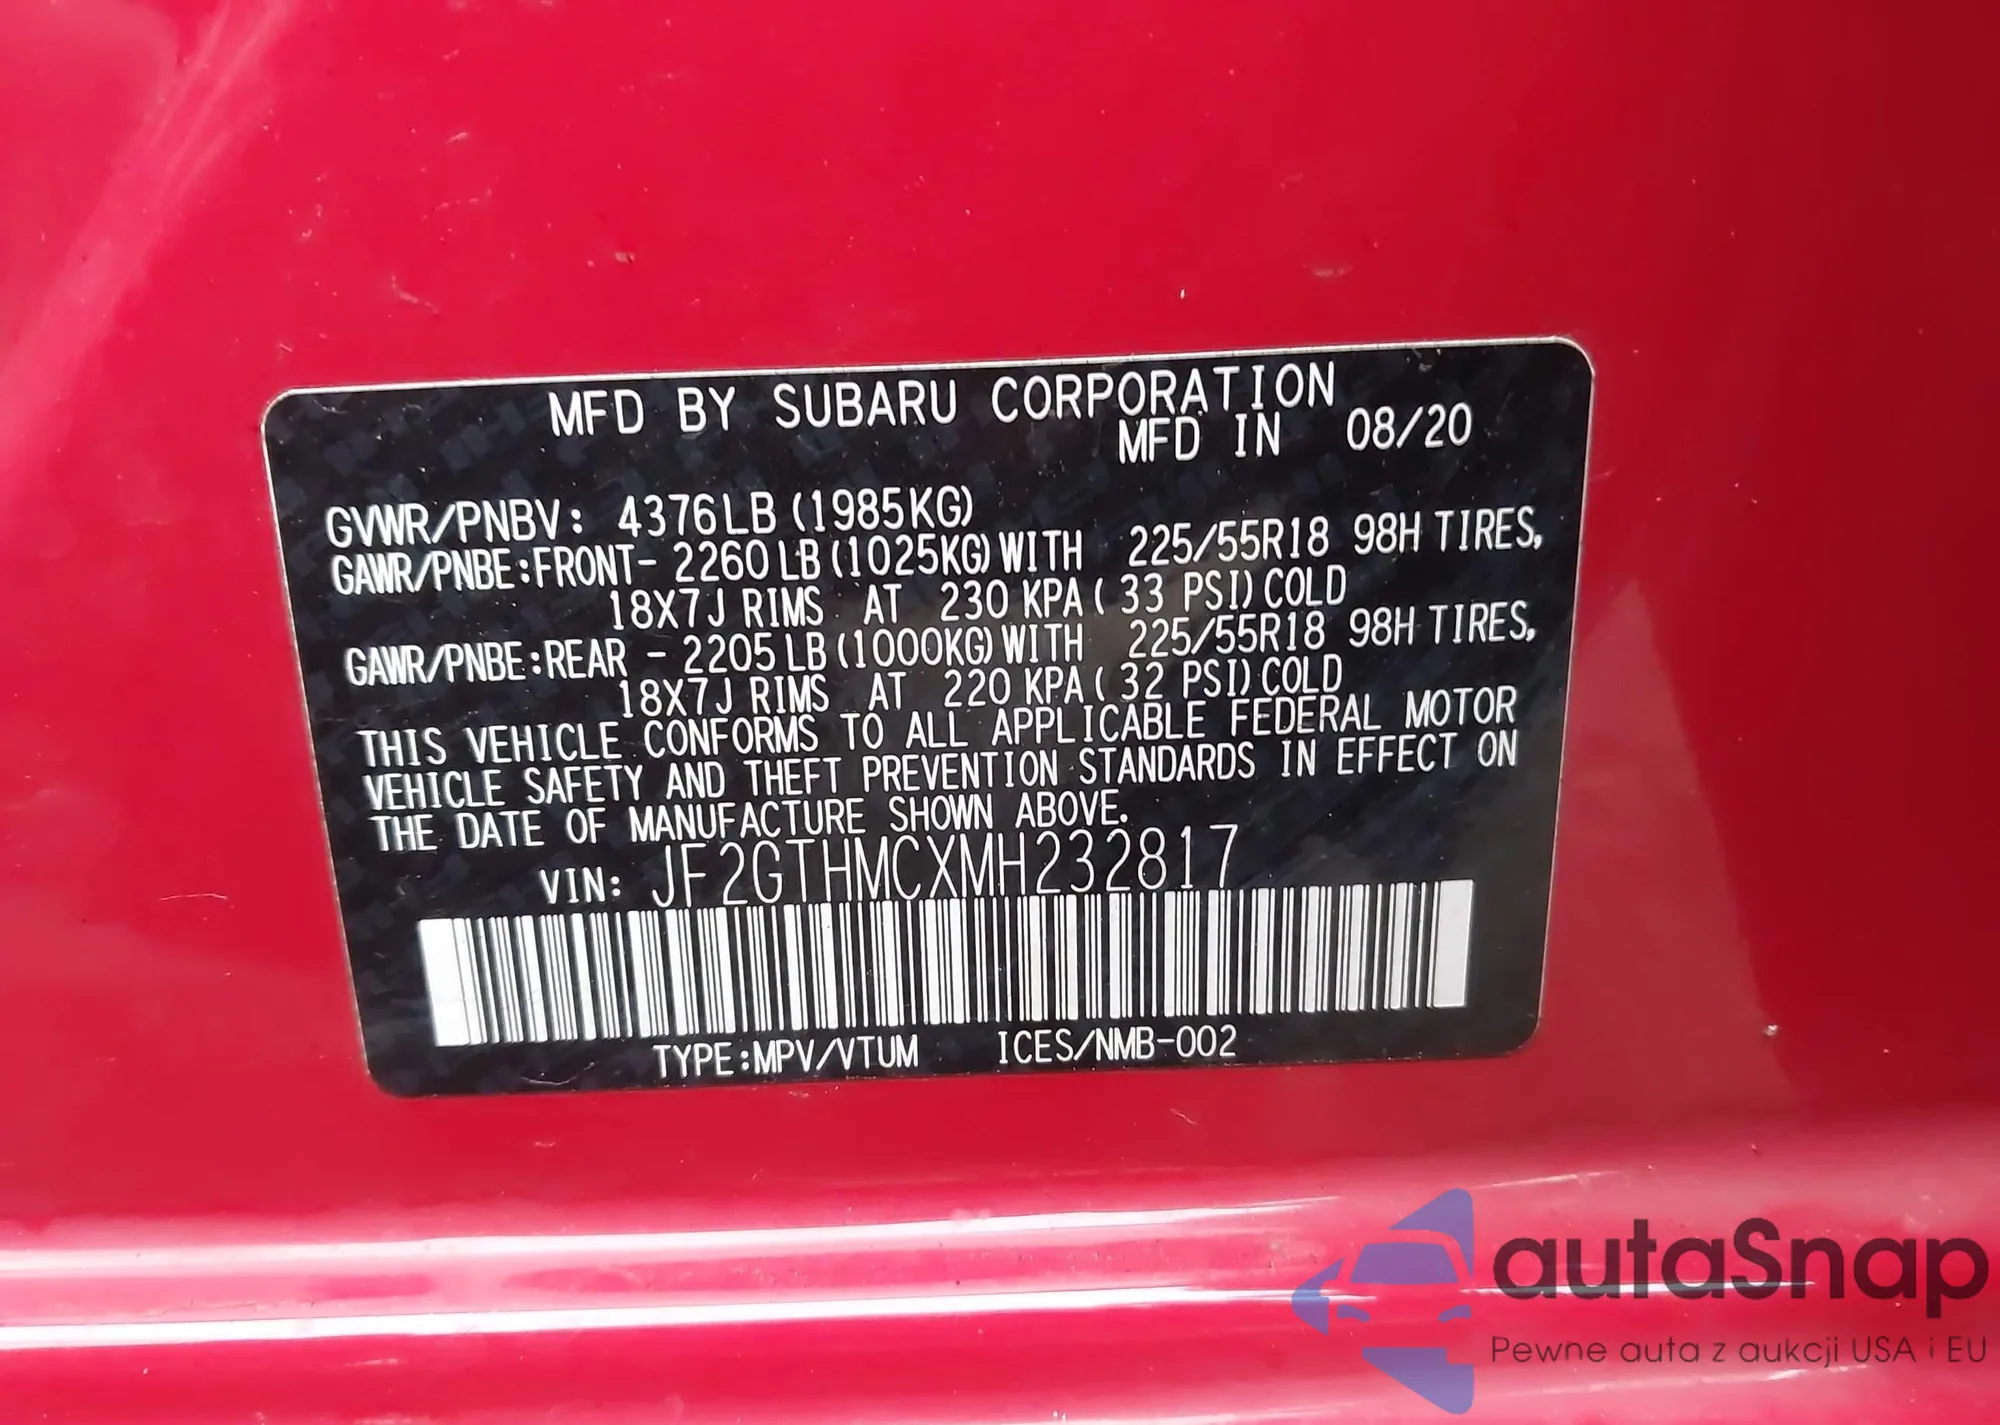 MFD BY SUBARU CORPORATION
MFD IN 08/20
GVWR/PNBV: 4376LB (1985KG)
GAWR/PNBE:FRONT- 2260 LB (1025KG) WITH 225/55R18 98H TIRES,
18X7J RIMS AT 230 KPA ( 33 PSI) COLD
GAWR/PNBE:REAR - 2205 LB (1000KG) WITH 225/55R18 98H TIRES,
18X7J RIMS AT 220 KPA ( 32 PSI) COLD
THIS VEHICLE CONFORMS TO ALL APPLICABLE FEDERAL MOTOR
VEHICLE SAFETY AND THEFT PREVENTION STANDARDS IN EFFECT ON
THE DATE OF MANUFACTURE SHOWN ABOVE.
VIN: JF2GTHMCXMH232817
TYPE:MPV/VTUM ICES/NMB-002
autaSnap
Pewne auta z aukcji USA i EU